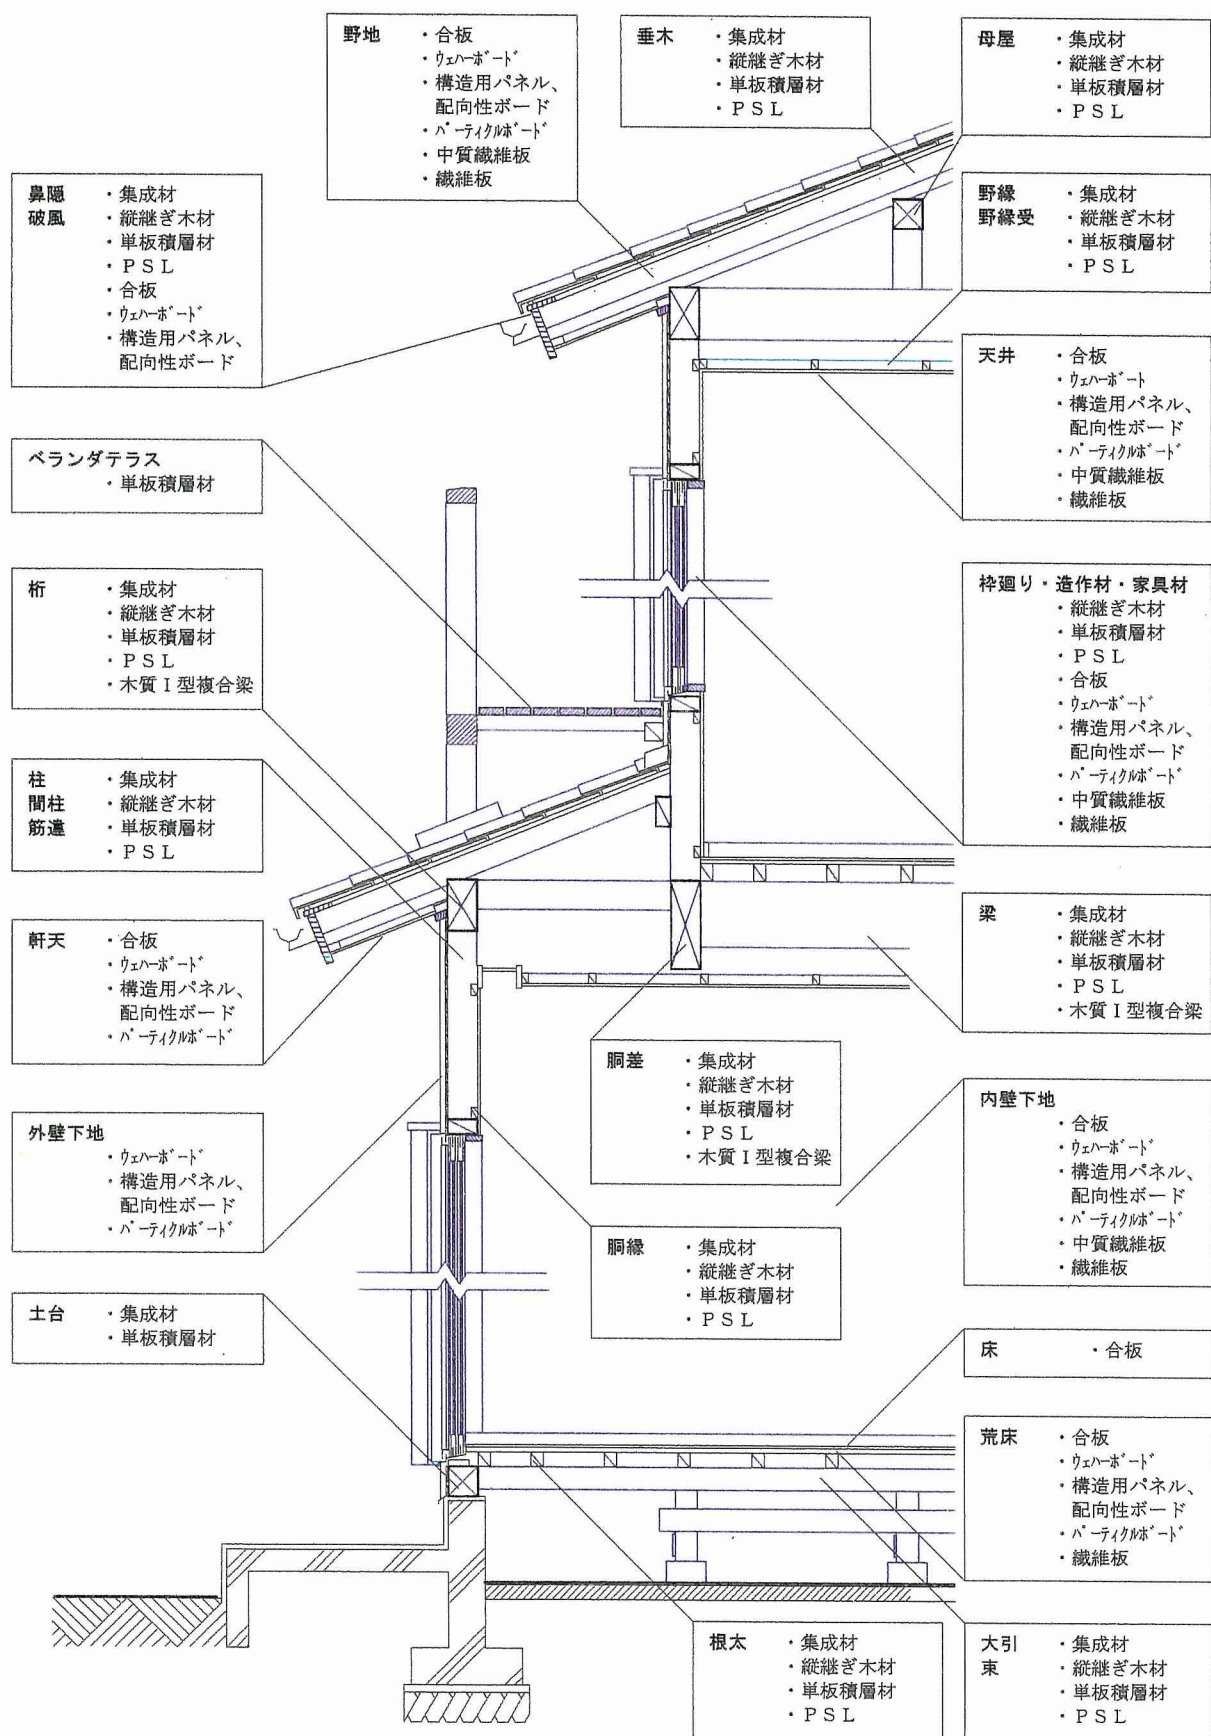 野地 ・合板
・ウェハーボード
・構造用パネル、
配向性ボード
・パーティクルボード
・中質繊維板
・繊維板
垂木 ・集成材
・縦継ぎ木材
・単板積層材
・ＰＳＬ
母屋 ・集成材
・縦継ぎ木材
・単板積層材
・ＰＳＬ
鼻隠 ・集成材
破風 ・縦継ぎ木材
・単板積層材
・ＰＳＬ
・合板
・ウェハーボード
・構造用パネル、
配向性ボード
野縁 ・集成材
野縁受 ・縦継ぎ木材
・単板積層材
・ＰＳＬ
天井 ・合板
・ウェハーボート
・構造用パネル、
配向性ボード
・パーティクルボード
・中質繊維板
・繊維板
ベランダテラス
・単板積層材
桁 ・集成材
・縦継ぎ木材
・単板積層材
・ＰＳＬ
・木質Ｉ型複合梁
枠廻り・造作材・家具材
・縦継ぎ木材
・単板積層材
・ＰＳＬ
・合板
・ウェハーボード
・構造用パネル、
配向性ボード
・パーティクルボード
・中質繊維板
・繊維板
柱 ・集成材
間柱 ・縦継ぎ木材
筋違 ・単板積層材
・ＰＳＬ
軒天 ・合板
・ウェハーボード
・構造用パネル、
配向性ボード
・パーティクルボード
梁 ・集成材
・縦継ぎ木材
・単板積層材
・ＰＳＬ
・木質Ｉ型複合梁
胴差 ・集成材
・縦継ぎ木材
・単板積層材
・ＰＳＬ
・木質Ｉ型複合梁
内壁下地
・合板
・ウェハーボード
・構造用パネル、
配向性ボード
・パーティクルボード
・中質繊維板
・繊維板
外壁下地
・ウェハーボード
・構造用パネル、
配向性ボード
・パーティクルボード
胴縁 ・集成材
・縦継ぎ木材
・単板積層材
・ＰＳＬ
土台 ・集成材
・単板積層材
床 ・合板
荒床 ・合板
・ウェハーボード
・構造用パネル、
配向性ボード
・パーティクルボード
・繊維板
根太 ・集成材
・縦継ぎ木材
・単板積層材
・ＰＳＬ
大引 ・集成材
束 ・縦継ぎ木材
・単板積層材
・ＰＳＬ